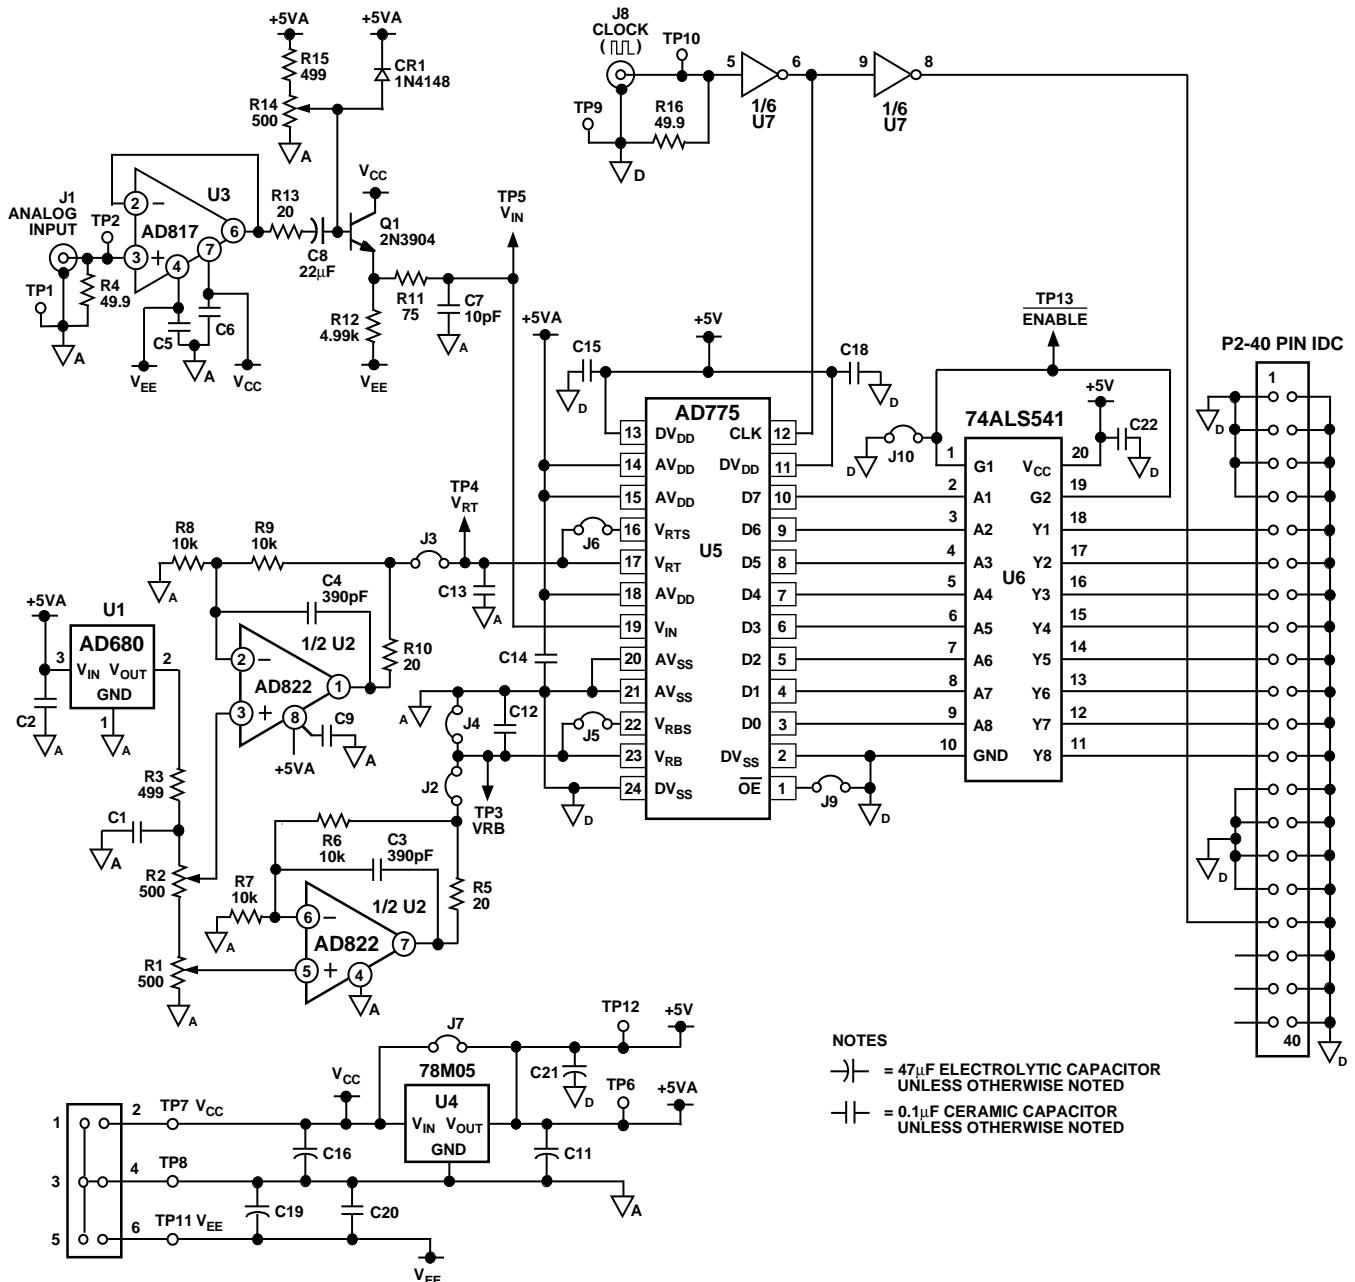 +5VA
+5VA
R15
499
CR1
1N4148
R14
500
A
J8
CLOCK
( )
TP10
5
6
9
8
1/6
U7
1/6
U7
TP9
R16
49.9
D
J1
ANALOG
INPUT
TP2
2
–
U3
AD817
3
+
4
7
6
R13
20
C8
22μF
VCC
Q1
2N3904
TP5
VIN
TP1
R4
49.9
A
C5
C6
A
VEE
VCC
R12
4.99k
VEE
R11
75
C7
10pF
A
+5VA
+5V
C15
D
C18
D
TP13
ENABLE
+5V
C22
D
J10
D
P2-40 PIN IDC
1
D
AD775
U5
13 DVDD CLK 12
14 AVDD DVDD 11
15 AVDD D7 10
16 VRTS D6 9
17 VRT D5 8
18 AVDD D4 7
19 VIN D3 6
20 AVSS D2 5
21 AVSS D1 4
22 VRBS D0 3
23 VRB DVSS 2
24 DVSS OE 1
74ALS541
U6
1 G1 VCC 20
2 A1 G2 19
3 A2 Y1 18
4 A3 Y2 17
5 A4 Y3 16
6 A5 Y4 15
7 A6 Y5 14
8 A7 Y6 13
9 A8 Y7 12
10 GND Y8 11
TP4
VRT
J3
J6
C13
A
R8
10k
R9
10k
A
C4
390pF
+5VA
U1
AD680
3
VIN VOUT
2
GND
1
A
C2
A
1/2 U2
2
–
AD822
3
+
1
8
C9
A
+5VA
R10
20
C14
A
J4
C12
J5
J2
TP3
VRB
D
J9
D
R3
499
C1
A
R2
500
R1
500
A
R6
10k
C3
390pF
R7
10k
A
1/2 U2
6
–
AD822
7
5
+
4
A
R5
20
D
40
D
J7
78M05
U4
VIN VOUT
GND
VCC
TP12
+5V
C21
D
TP6
+5VA
1
2
TP7 VCC
C16
C11
3
4
TP8
A
C19
C20
5
6
TP11 VEE
VEE
NOTES
= 47μF ELECTROLYTIC CAPACITOR
UNLESS OTHERWISE NOTED
= 0.1μF CERAMIC CAPACITOR
UNLESS OTHERWISE NOTED